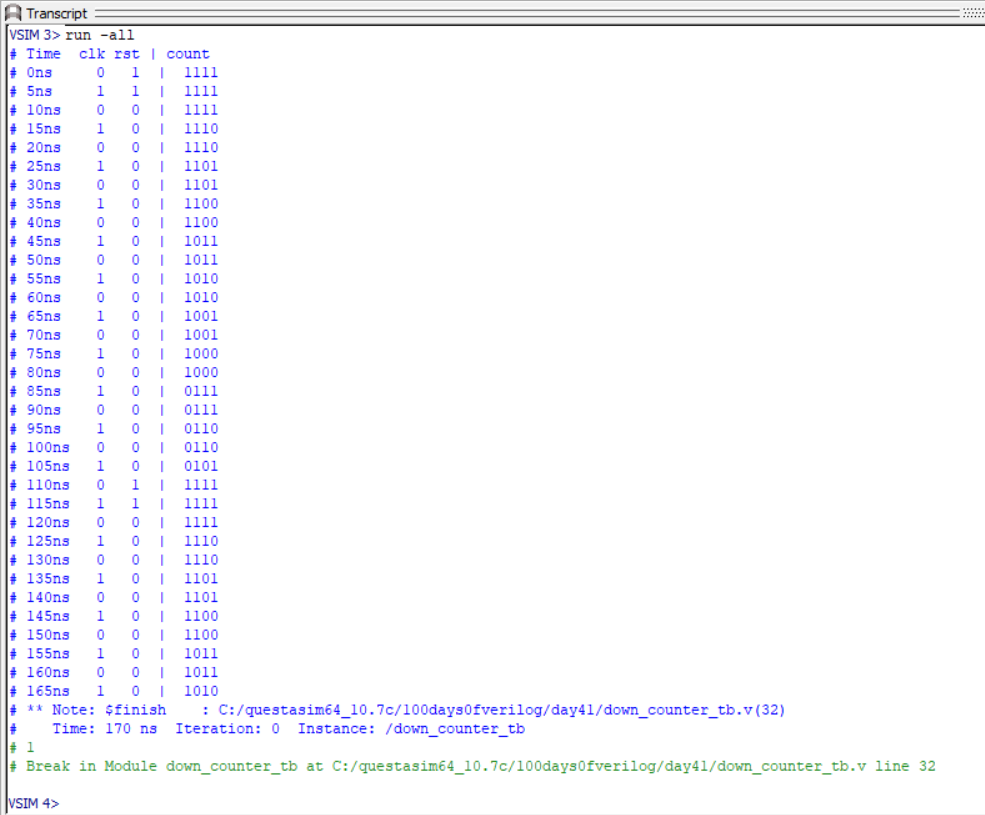 Transcript
VSIM 3> run -all
# Time  clk rst | count
# 0ns     0   1  |  1111
# 5ns     1   1  |  1111
# 10ns    0   0  |  1111
# 15ns    1   0  |  1110
# 20ns    0   0  |  1110
# 25ns    1   0  |  1101
# 30ns    0   0  |  1101
# 35ns    1   0  |  1100
# 40ns    0   0  |  1100
# 45ns    1   0  |  1011
# 50ns    0   0  |  1011
# 55ns    1   0  |  1010
# 60ns    0   0  |  1010
# 65ns    1   0  |  1001
# 70ns    0   0  |  1001
# 75ns    1   0  |  1000
# 80ns    0   0  |  1000
# 85ns    1   0  |  0111
# 90ns    0   0  |  0111
# 95ns    1   0  |  0110
# 100ns   0   0  |  0110
# 105ns   1   0  |  0101
# 110ns   0   1  |  1111
# 115ns   1   1  |  1111
# 120ns   0   0  |  1111
# 125ns   1   0  |  1110
# 130ns   0   0  |  1110
# 135ns   1   0  |  1101
# 140ns   0   0  |  1101
# 145ns   1   0  |  1100
# 150ns   0   0  |  1100
# 155ns   1   0  |  1011
# 160ns   0   0  |  1011
# 165ns   1   0  |  1010
# ** Note: $finish    : C:/questasim64_10.7c/100days0fverilog/day41/down_counter_tb.v(32)
#    Time: 170 ns  Iteration: 0  Instance: /down_counter_tb
# 1
# Break in Module down_counter_tb at C:/questasim64_10.7c/100days0fverilog/day41/down_counter_tb.v line 32
VSIM 4>